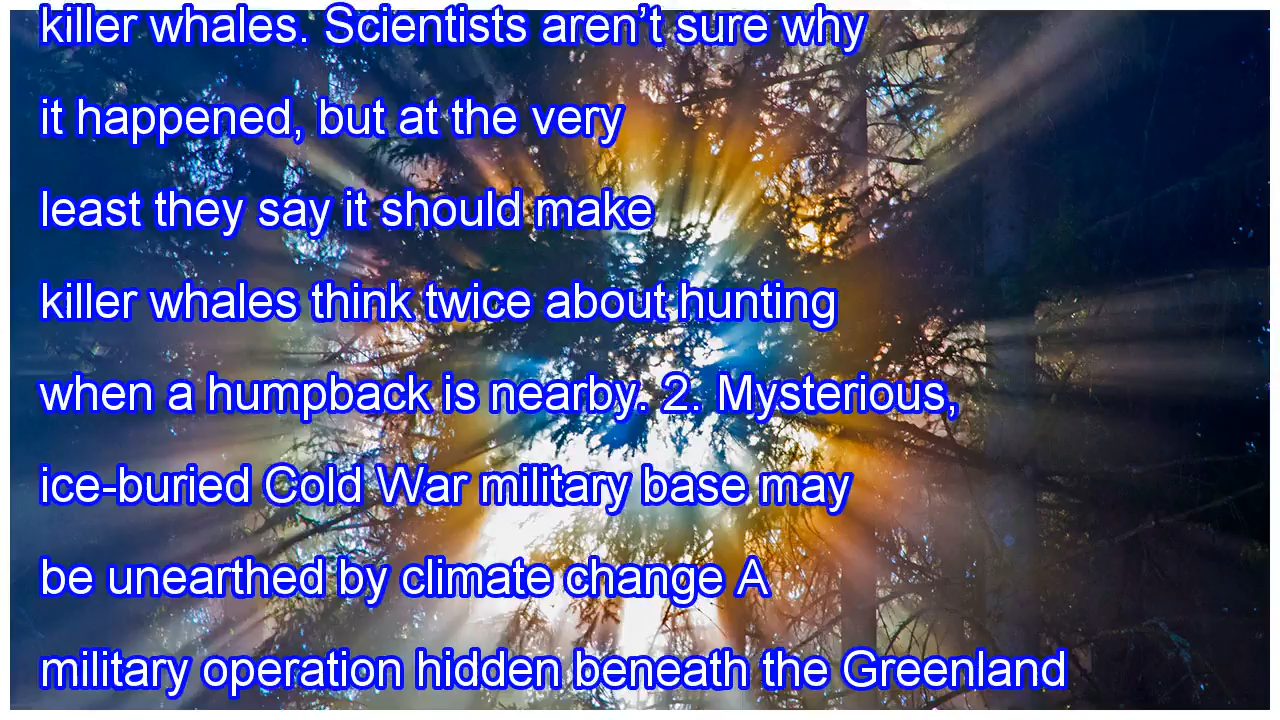 killer whales. Scientists aren’t sure why
it happened, but at the very
least they say it should make
killer whales think twice about hunting
when a humpback is nearby. 2. Mysterious,
ice-buried Cold War military base may
be unearthed by climate change A
military operation hidden beneath the Greenland